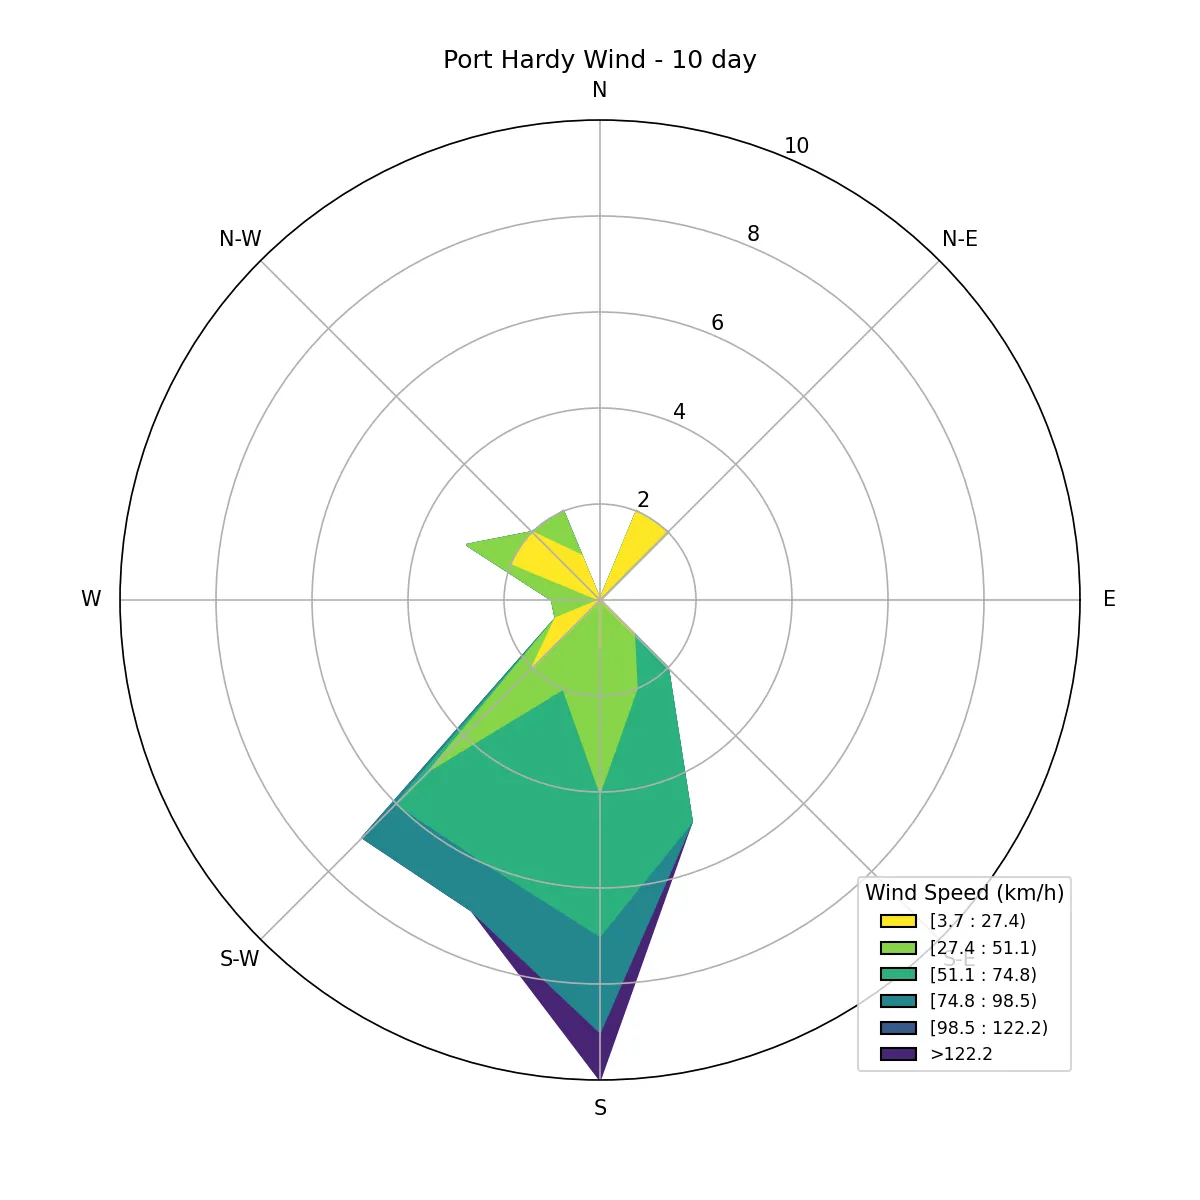 Port Hardy Wind - 10 day
N
10
N-W
8
N-E
6
4
2
W
E
Wind Speed (km/h)
[3.7 : 27.4)
[27.4 : 51.1)
S-W
S-E
[51.1 : 74.8)
[74.8 : 98.5)
[98.5 : 122.2)
>122.2
S